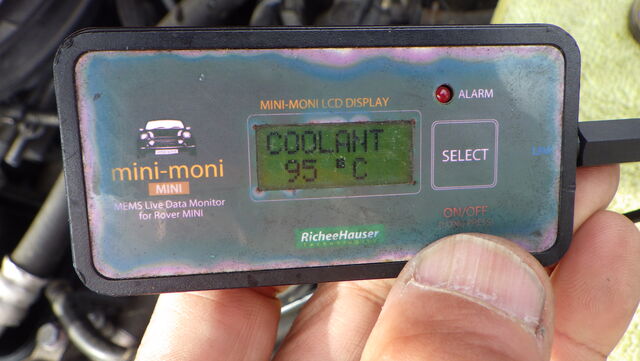 MINI-MONI LCD DISPLAY
ALARM
COOLANT
95 °C
SELECT
mini-moni
MINI
MEMS Live Data Monitor
for Rover MINI
ON/OFF
RicheeHauser